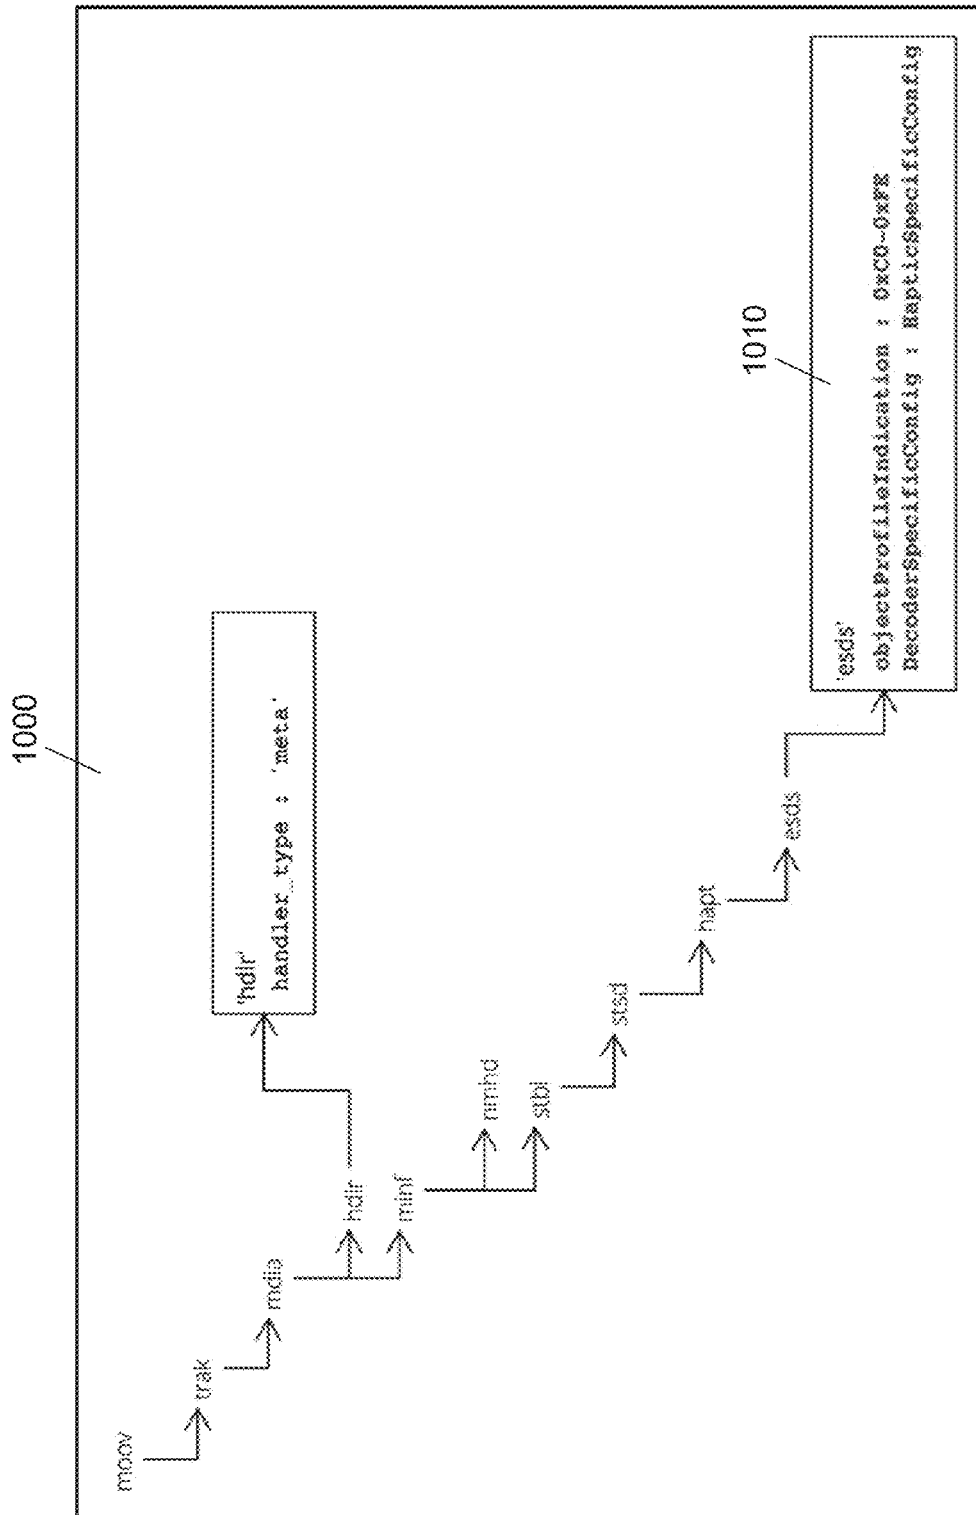 1000
moov
trak
mdia
hdlr
'hdlr'
handler_type : 'meta'
minf
nmhd
stbl
stsd
hapt
esds
1010
'esds'
objectProfileIndication : 0xC0-0xFE
DecoderSpecificConfig : HapticSpecificConfig